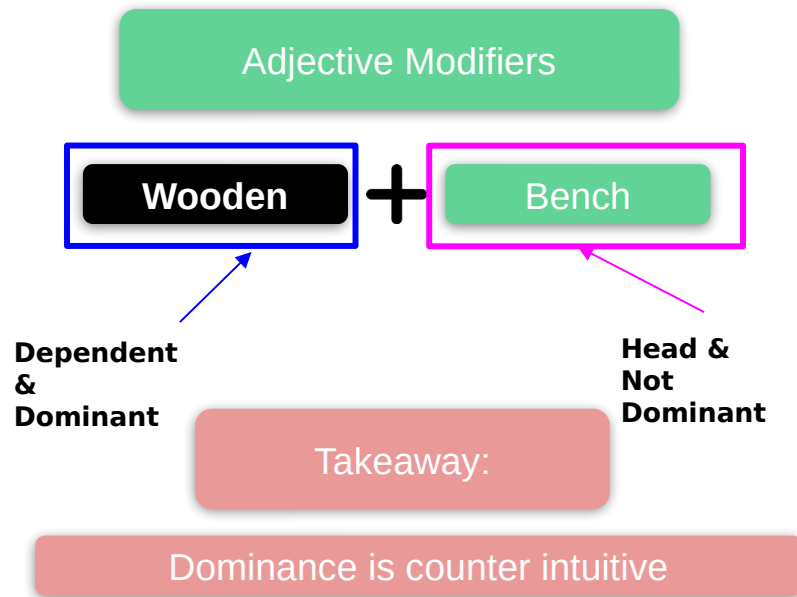 Adjective Modifiers
Wooden
+
Bench
Dependent
&
Dominant
Head &
Not
Dominant
Takeaway:
Dominance is counter intuitive